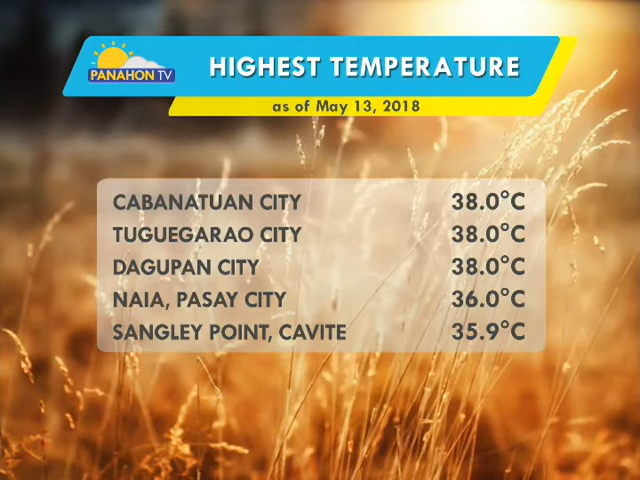 PANAHON TV
HIGHEST TEMPERATURE
as of May 13, 2018
CABANATUAN CITY 38.0°C
TUGUEGARAO CITY 38.0°C
DAGUPAN CITY 38.0°C
NAIA, PASAY CITY 36.0°C
SANGLEY POINT, CAVITE 35.9°C